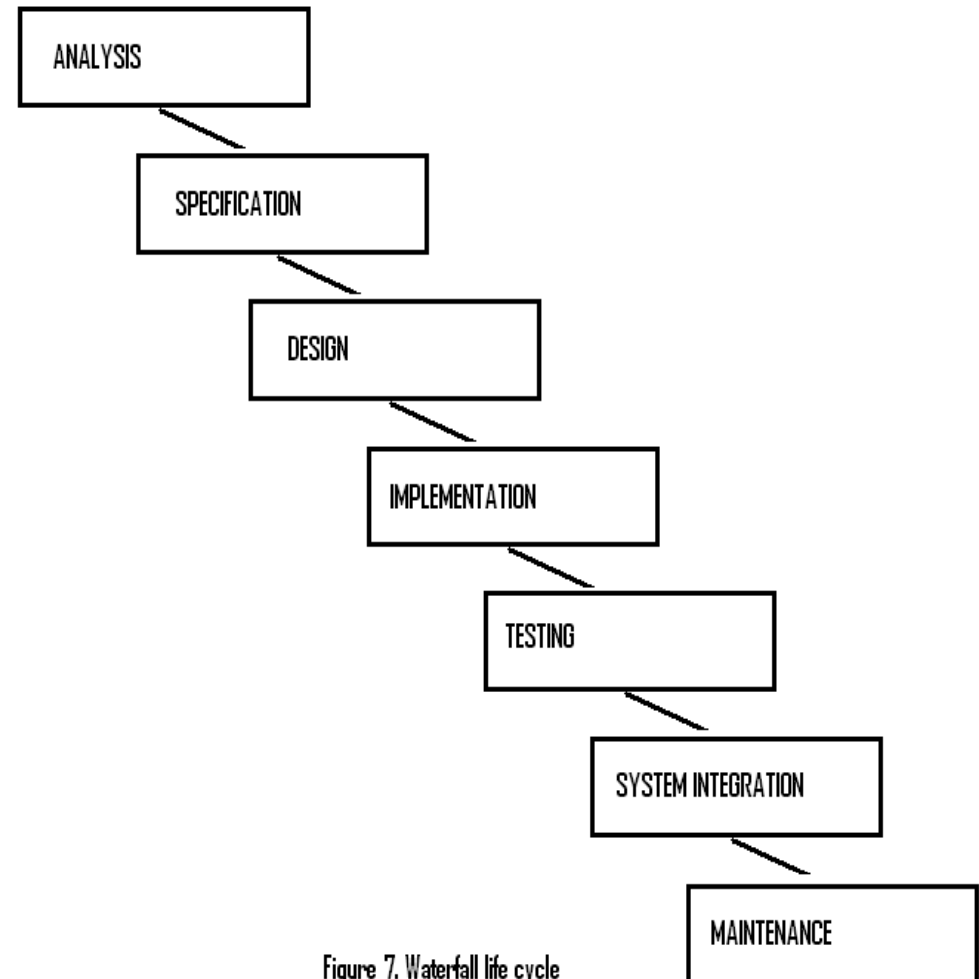 ANALYSIS
SPECIFICATION
DESIGN
IMPLEMENTATION
TESTING
SYSTEM INTEGRATION
MAINTENANCE
Figure 7. Waterfall life cycle